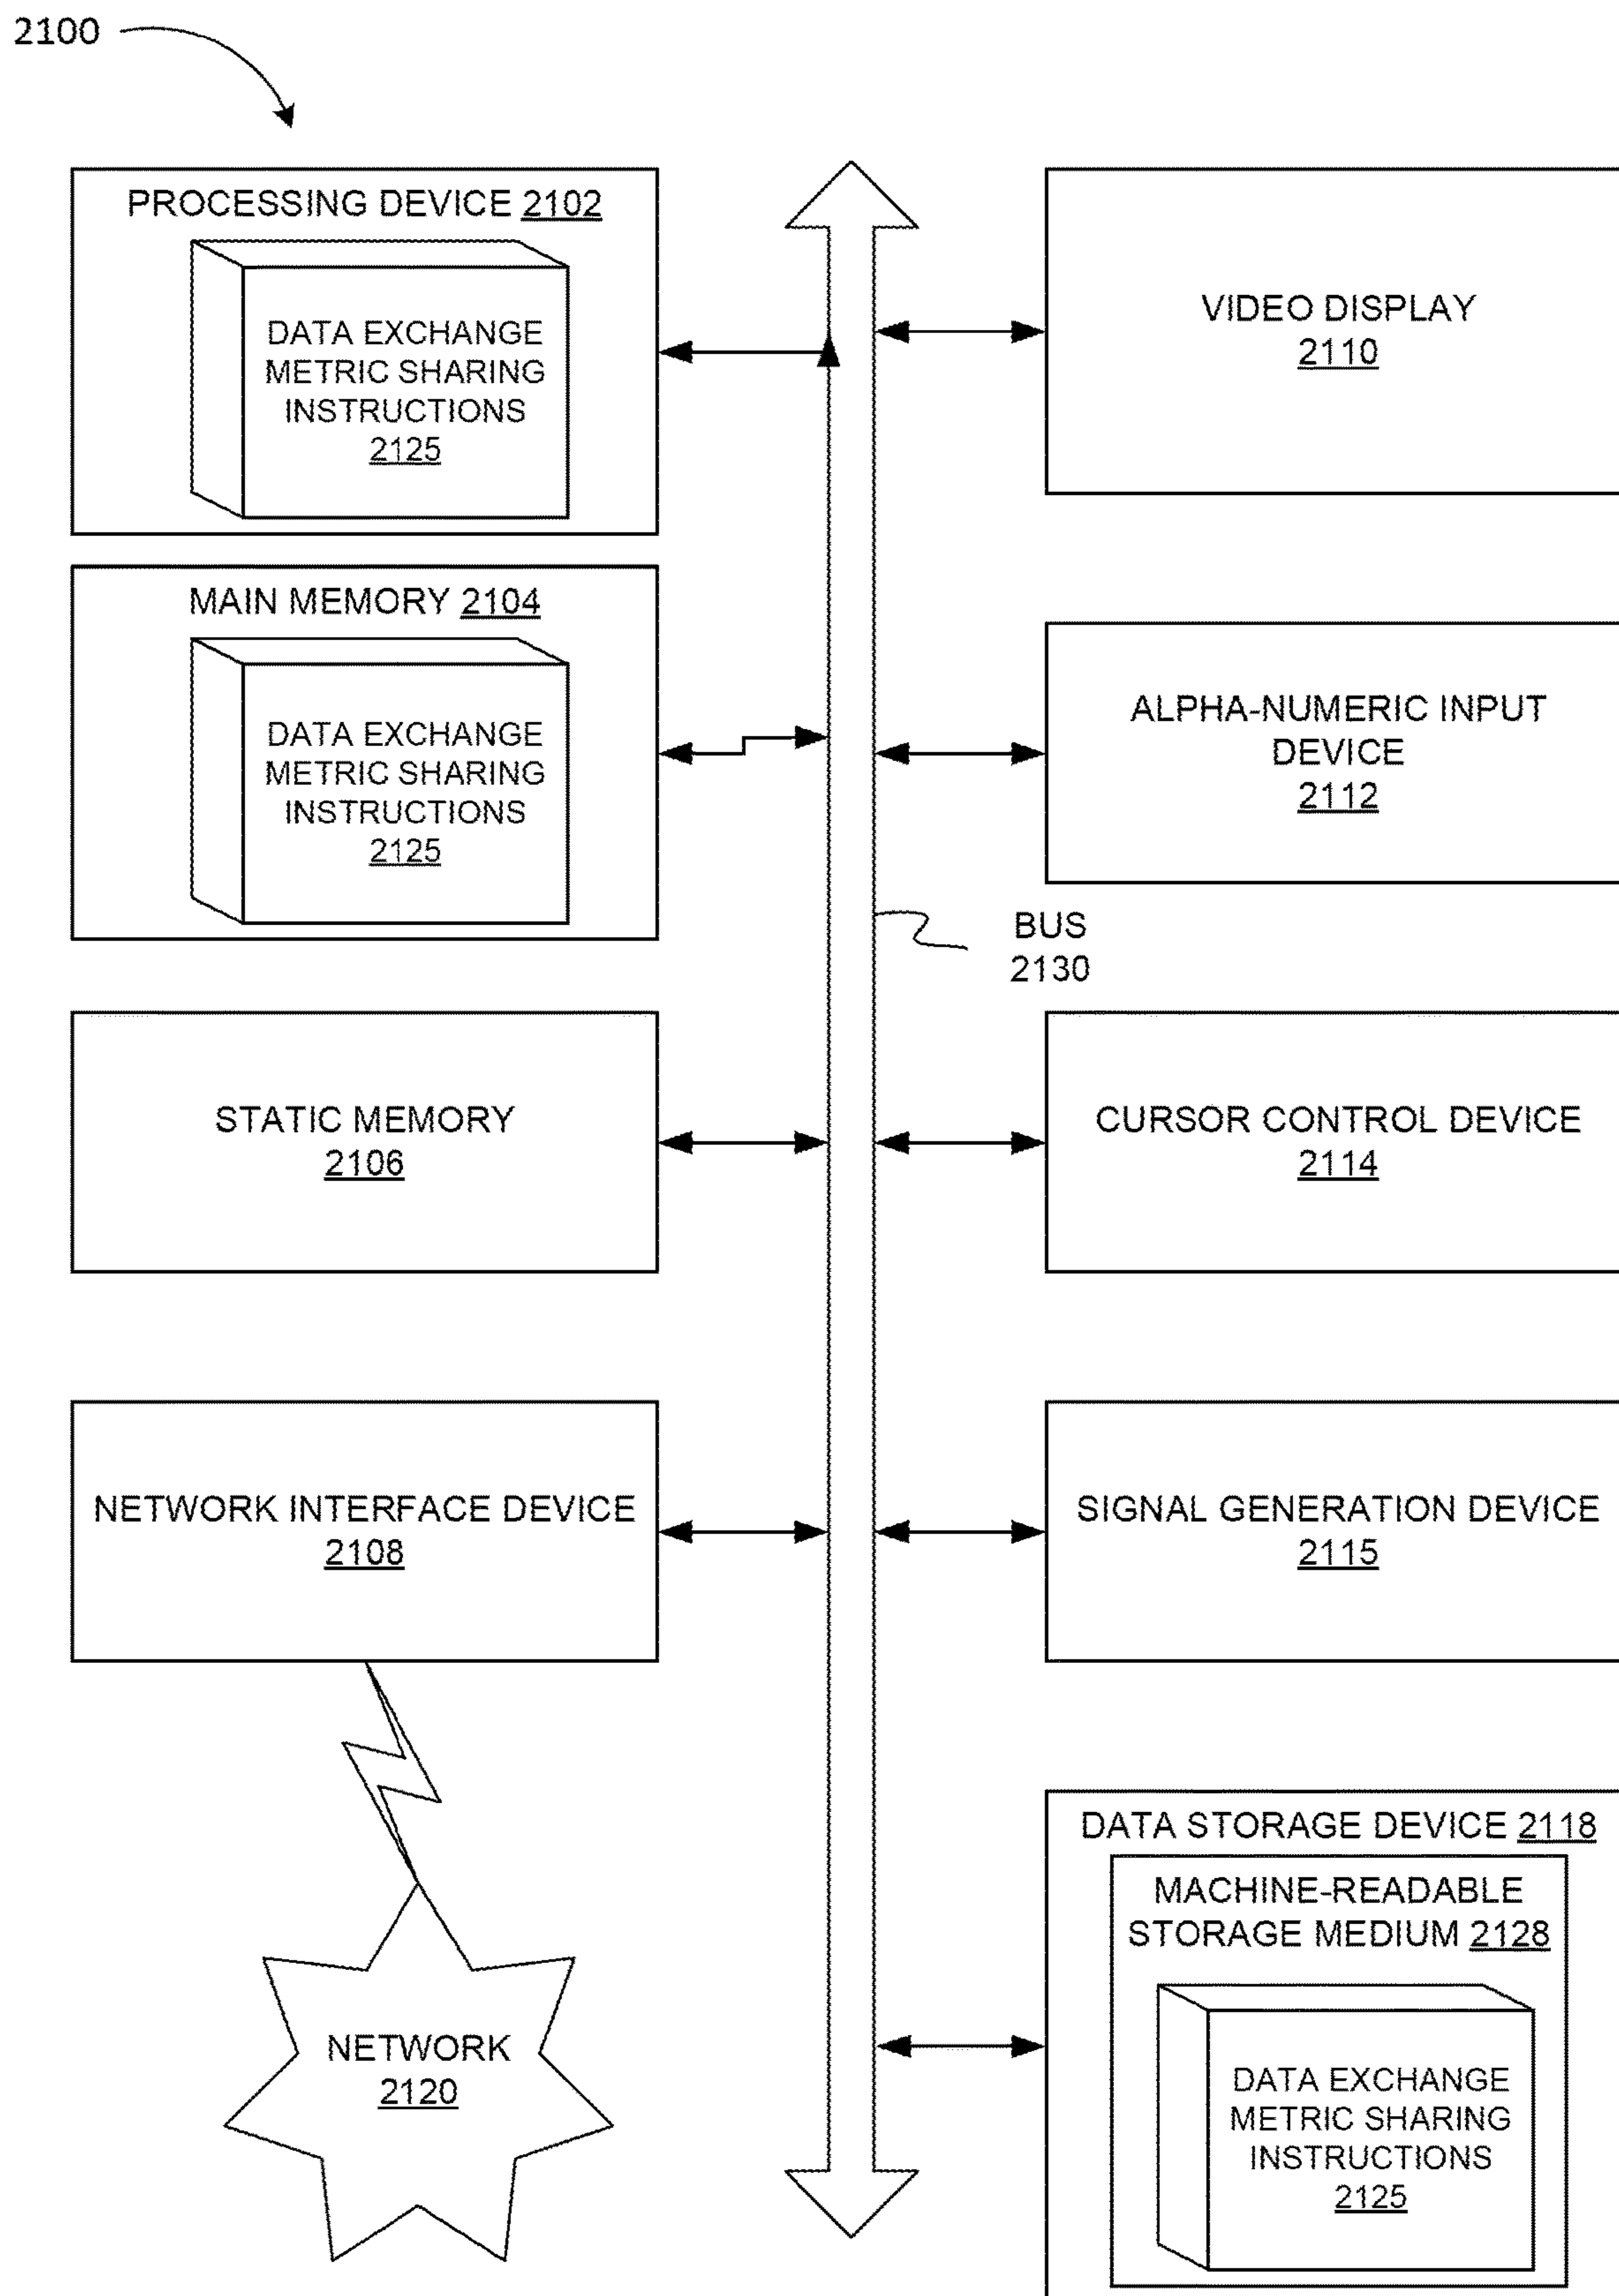 2100
PROCESSING DEVICE 2102
DATA EXCHANGE
METRIC SHARING
INSTRUCTIONS
2125
MAIN MEMORY 2104
DATA EXCHANGE
METRIC SHARING
INSTRUCTIONS
2125
STATIC MEMORY
2106
NETWORK INTERFACE DEVICE
2108
NETWORK
2120
BUS
2130
VIDEO DISPLAY
2110
ALPHA-NUMERIC INPUT
DEVICE
2112
CURSOR CONTROL DEVICE
2114
SIGNAL GENERATION DEVICE
2115
DATA STORAGE DEVICE 2118
MACHINE-READABLE
STORAGE MEDIUM 2128
DATA EXCHANGE
METRIC SHARING
INSTRUCTIONS
2125